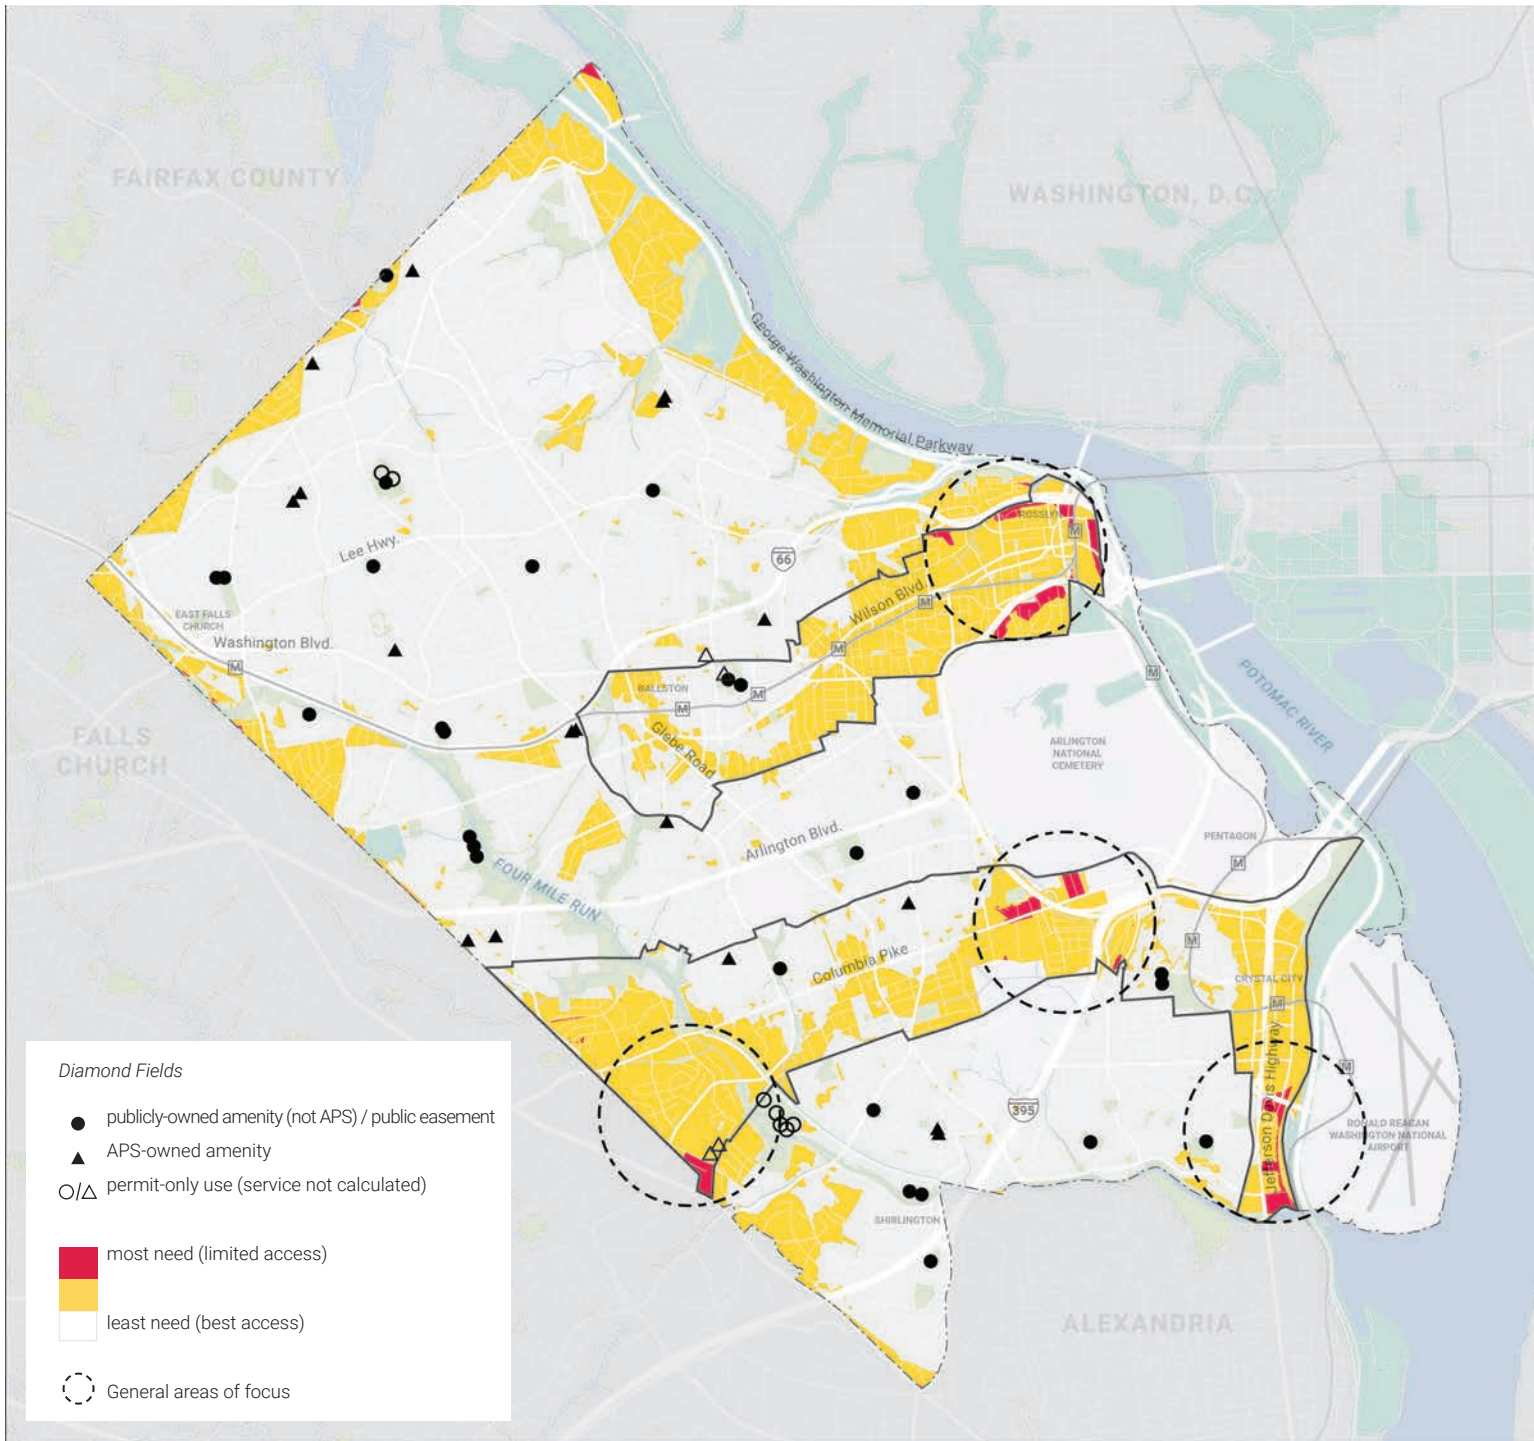 FAIRFAX COUNTY
WASHINGTON, D.C.
George Washington Memorial Parkway
ROSSLYN
M
Lee Hwy.
66
Wilson Blvd.
M
EAST FALLS
CHURCH
Washington Blvd.
M
M
M
BALLSTON
M
M
POTOMAC RIVER
FALLS
CHURCH
Glebe Road
ARLINGTON
NATIONAL
CEMETERY
Arlington Blvd.
PENTAGON
M
FOUR MILE RUN
Columbia Pike
M
CRYSTAL CITY
M
Jefferson Davis Highway
M
395
RONALD REAGAN
WASHINGTON NATIONAL
AIRPORT
SHIRLINGTON
ALEXANDRIA
Diamond Fields
publicly-owned amenity (not APS) / public easement
APS-owned amenity
permit-only use (service not calculated)
most need (limited access)
least need (best access)
General areas of focus